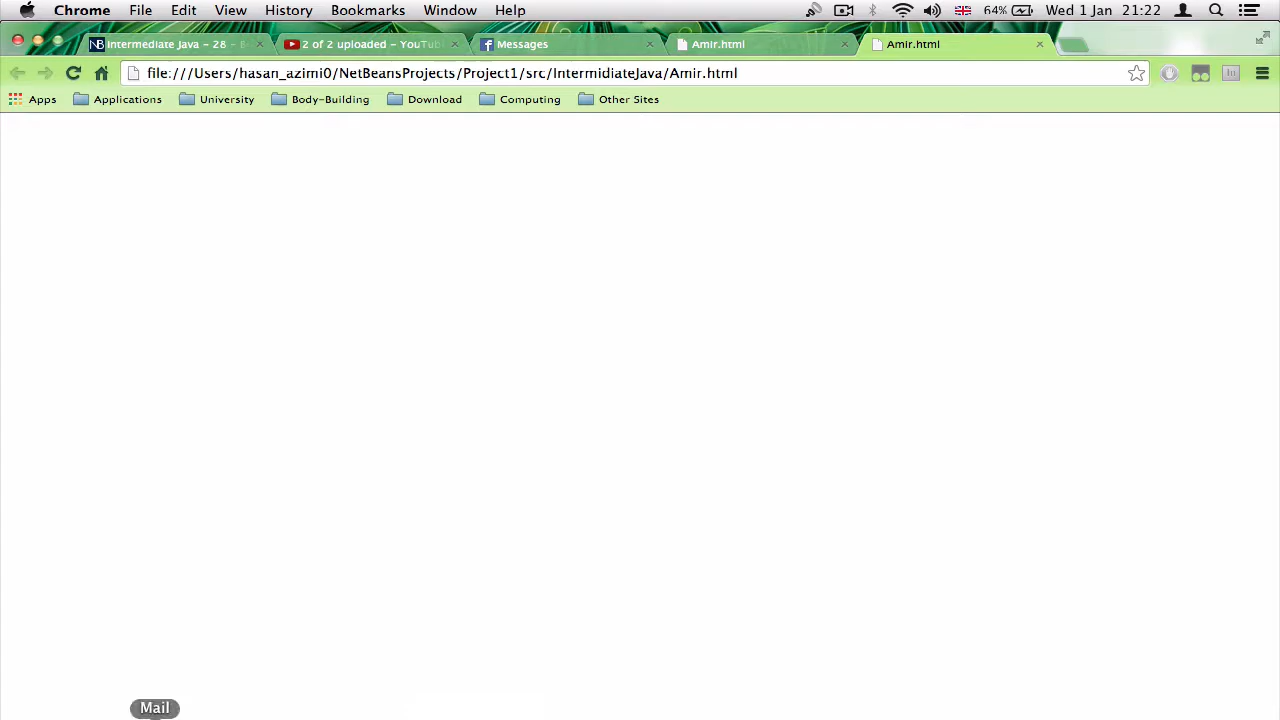 Chrome File Edit View History Bookmarks Window Help 64% Wed 1 Jan 21:22
Intermediate Java – 28 – 2 of 2 uploaded – YouTub Messages Amir.html Amir.html
file:///Users/hasan_azimi0/NetBeansProjects/Project1/src/IntermidiateJava/Amir.html
Apps Applications University Body-Building Download Computing Other Sites
Mail